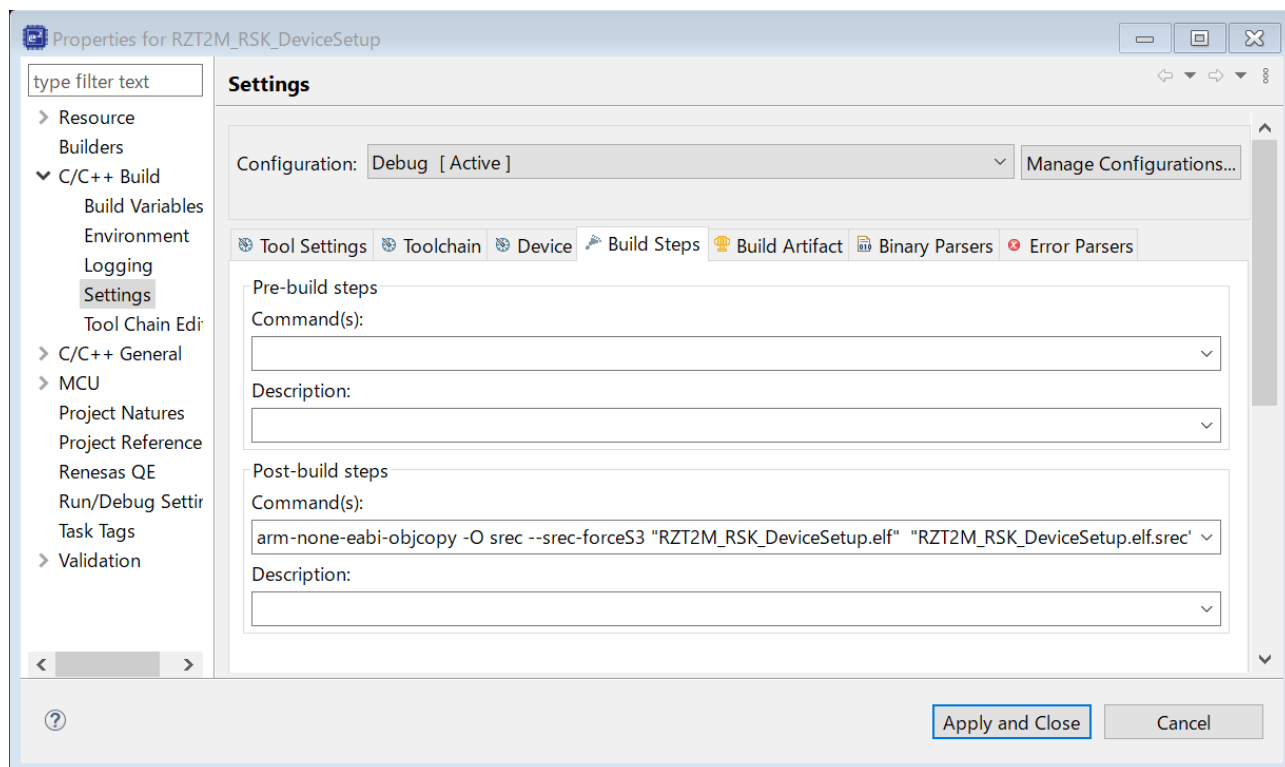 Properties for RZT2M_RSK_DeviceSetup
type filter text
Resource
Builders
C/C++ Build
Build Variables
Environment
Logging
Settings
Tool Chain Edi
C/C++ General
MCU
Project Natures
Project Reference
Renesas QE
Run/Debug Settin
Task Tags
Validation
Settings
Configuration: Debug [ Active ] Manage Configurations...
Tool Settings Toolchain Device Build Steps Build Artifact Binary Parsers Error Parsers
Pre-build steps
Command(s):
Description:
Post-build steps
Command(s):
arm-none-eabi-objcopy -O srec --srec-forceS3 "RZT2M_RSK_DeviceSetup.elf" "RZT2M_RSK_DeviceSetup.elf.srec"
Description:
Apply and Close Cancel